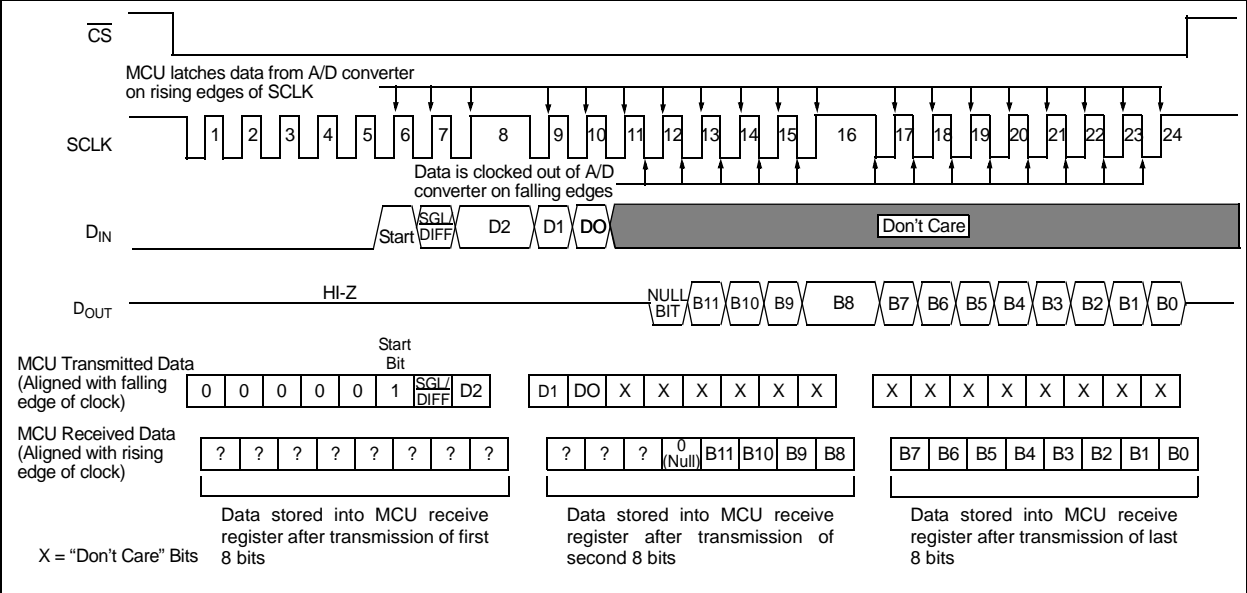 CS
MCU latches data from A/D converter
on rising edges of SCLK
SCLK
1 2 3 4 5 6 7 8 9 10 11 12 13 14 15 16 17 18 19 20 21 22 23 24
Data is clocked out of A/D
converter on falling edges
DIN
Start SGL/DIFF D2 D1 DO Don't Care
DOUT
HI-Z
NULL BIT B11 B10 B9 B8 B7 B6 B5 B4 B3 B2 B1 B0
Start
Bit
MCU Transmitted Data
(Aligned with falling
edge of clock)
0 0 0 0 0 1 SGL/DIFF D2 D1 DO X X X X X X X X X X X X X X
MCU Received Data
(Aligned with rising
edge of clock)
? ? ? ? ? ? ? ? ? ? ? 0 (Null) B11 B10 B9 B8 B7 B6 B5 B4 B3 B2 B1 B0
Data stored into MCU receive
register after transmission of first
8 bits
Data stored into MCU receive
register after transmission of
second 8 bits
Data stored into MCU receive
register after transmission of last
8 bits
X = “Don't Care” Bits